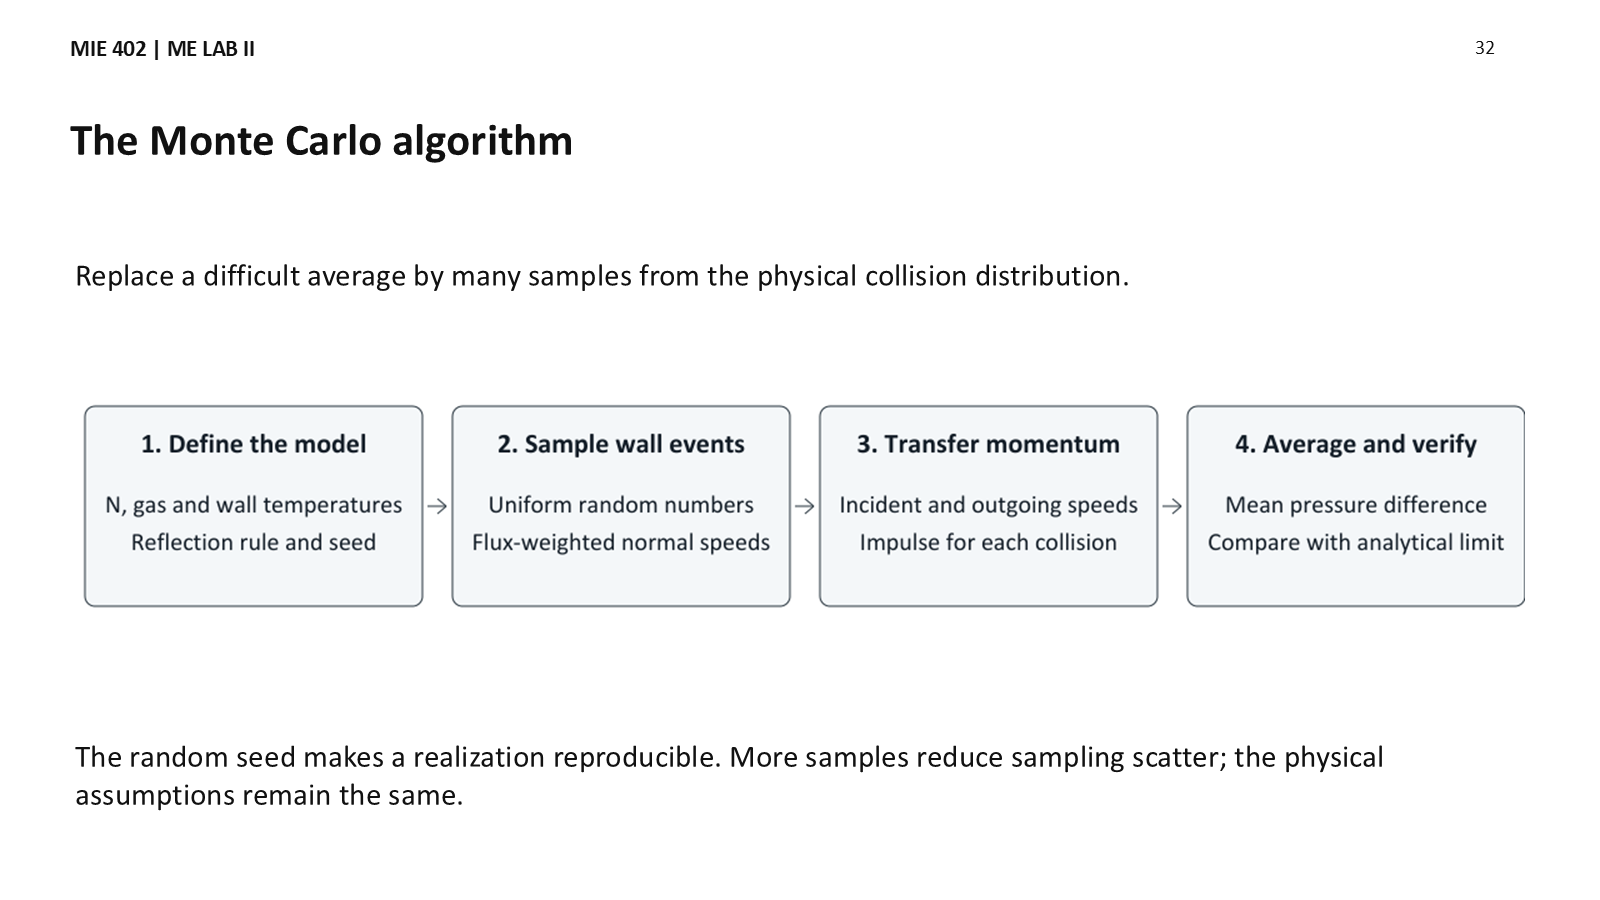 MIE 402 | ME LAB II
32
The Monte Carlo algorithm
Replace a difficult average by many samples from the physical collision distribution.
1. Define the model
N, gas and wall temperatures
Reflection rule and seed
→
2. Sample wall events
Uniform random numbers
Flux-weighted normal speeds
→
3. Transfer momentum
Incident and outgoing speeds
Impulse for each collision
→
4. Average and verify
Mean pressure difference
Compare with analytical limit
The random seed makes a realization reproducible. More samples reduce sampling scatter; the physical
assumptions remain the same.